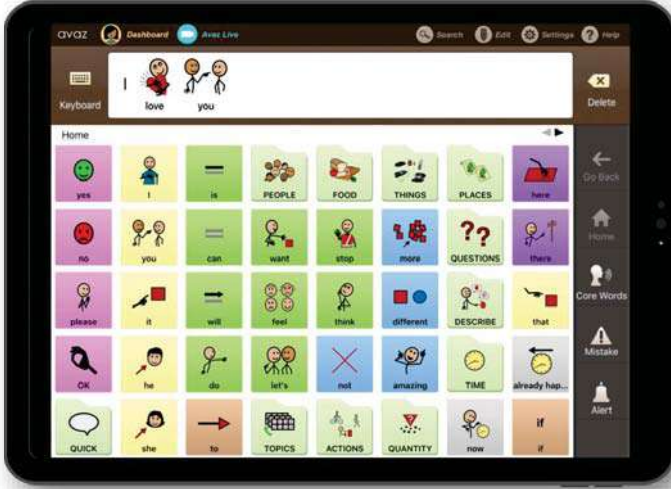 avaz Dashboard Avaz Live Search Edit Settings ? Help
Keyboard I love you Delete
Home
yes I is PEOPLE FOOD THINGS PLACES here Go Back
no you can want stop more ?? QUESTIONS there Home
please it will feel think different DESCRIBE that Core Words
OK he do let's not amazing TIME already hap... Mistake
QUICK she to TOPICS ACTIONS QUANTITY now if if Alert